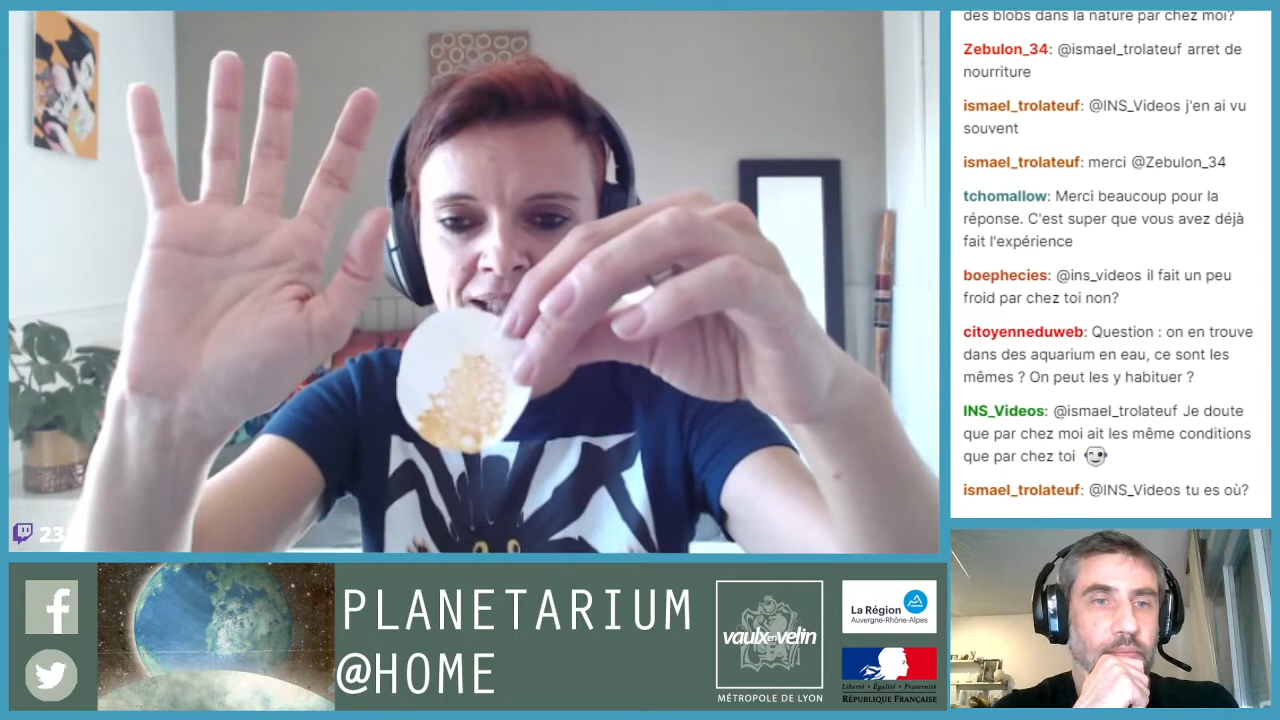 des blobs dans la nature par chez moi?
Zebulon_34: @ismael_trolateuf arret de
nourriture
ismael_trolateuf: @INS_Videos j'en ai vu
souvent
ismael_trolateuf: merci @Zebulon_34
tchomallow: Merci beaucoup pour la
réponse. C'est super que vous avez déjà
fait l'expérience
boephecies: @ins_videos il fait un peu
froid par chez toi non?
citoyenneduweb: Question : on en trouve
dans des aquarium en eau, ce sont les
mêmes ? On peut les y habituer ?
INS_Videos: @ismael_trolateuf Je doute
que par chez moi ait les même conditions
que par chez toi
ismael_trolateuf: @INS_Videos tu es où?
23
PLANETARIUM
@HOME
vaulx en velin
MÉTROPOLE DE LYON
La Région
Auvergne-Rhône-Alpes
Liberté • Égalité • Fraternité
RÉPUBLIQUE FRANÇAISE